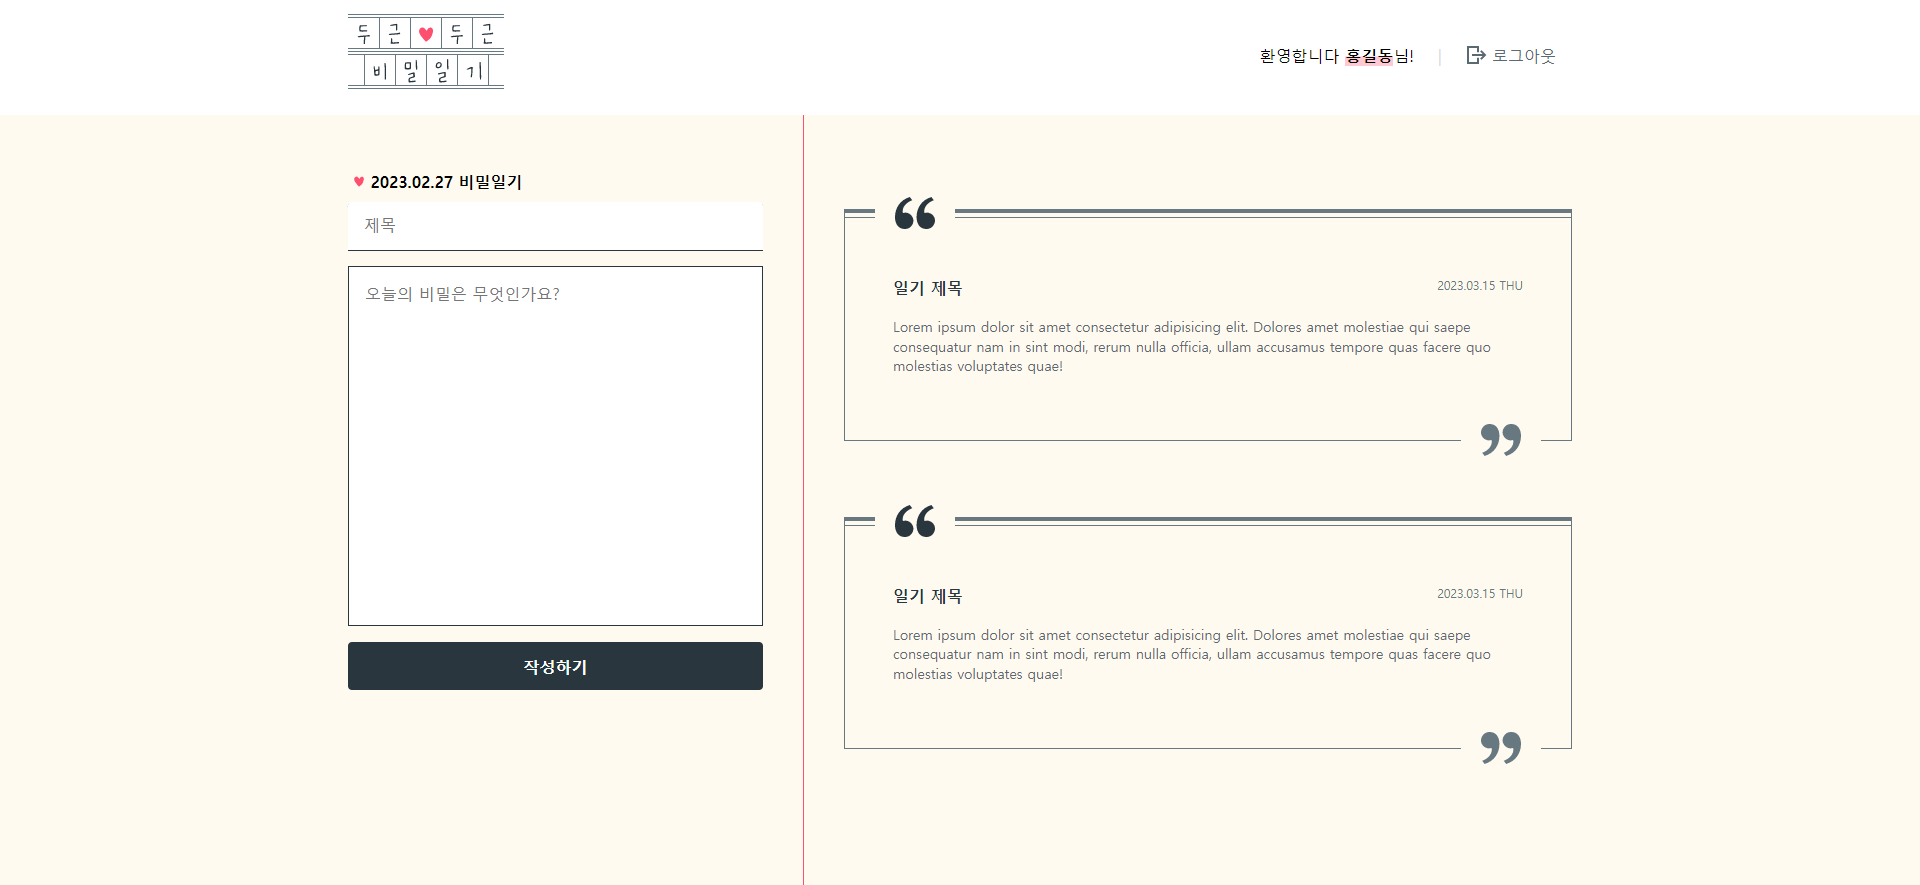 두근♥두근
비밀일기
환영합니다 홍길동님! | 로그아웃
♥ 2023.02.27 비밀일기
제목
오늘의 비밀은 무엇인가요?
작성하기
“
일기 제목 2023.03.15 THU
Lorem ipsum dolor sit amet consectetur adipisicing elit. Dolores amet molestiae qui saepe
consequatur nam in sint modi, rerum nulla officia, ullam accusamus tempore quas facere quo
molestias voluptates quae!
”
“
일기 제목 2023.03.15 THU
Lorem ipsum dolor sit amet consectetur adipisicing elit. Dolores amet molestiae qui saepe
consequatur nam in sint modi, rerum nulla officia, ullam accusamus tempore quas facere quo
molestias voluptates quae!
”